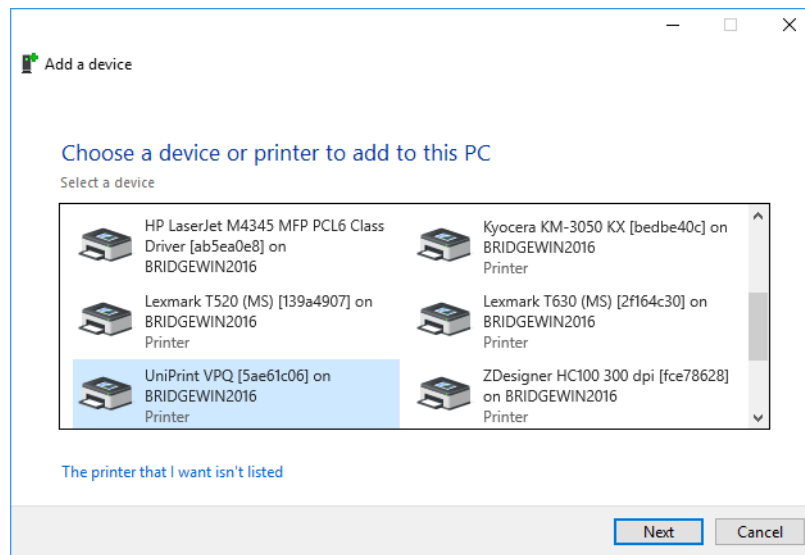 Add a device
Choose a device or printer to add to this PC
Select a device
HP LaserJet M4345 MFP PCL6 Class
Driver [ab5ea0e8] on
BRIDGEWIN2016
Kyocera KM-3050 KX [bedbe40c] on
BRIDGEWIN2016
Printer
Lexmark T520 (MS) [139a4907] on
BRIDGEWIN2016
Printer
Lexmark T630 (MS) [2f164c30] on
BRIDGEWIN2016
Printer
UniPrint VPQ [5ae61c06] on
BRIDGEWIN2016
Printer
ZDesigner HC100 300 dpi [fce78628]
on BRIDGEWIN2016
Printer
The printer that I want isn't listed
Next
Cancel